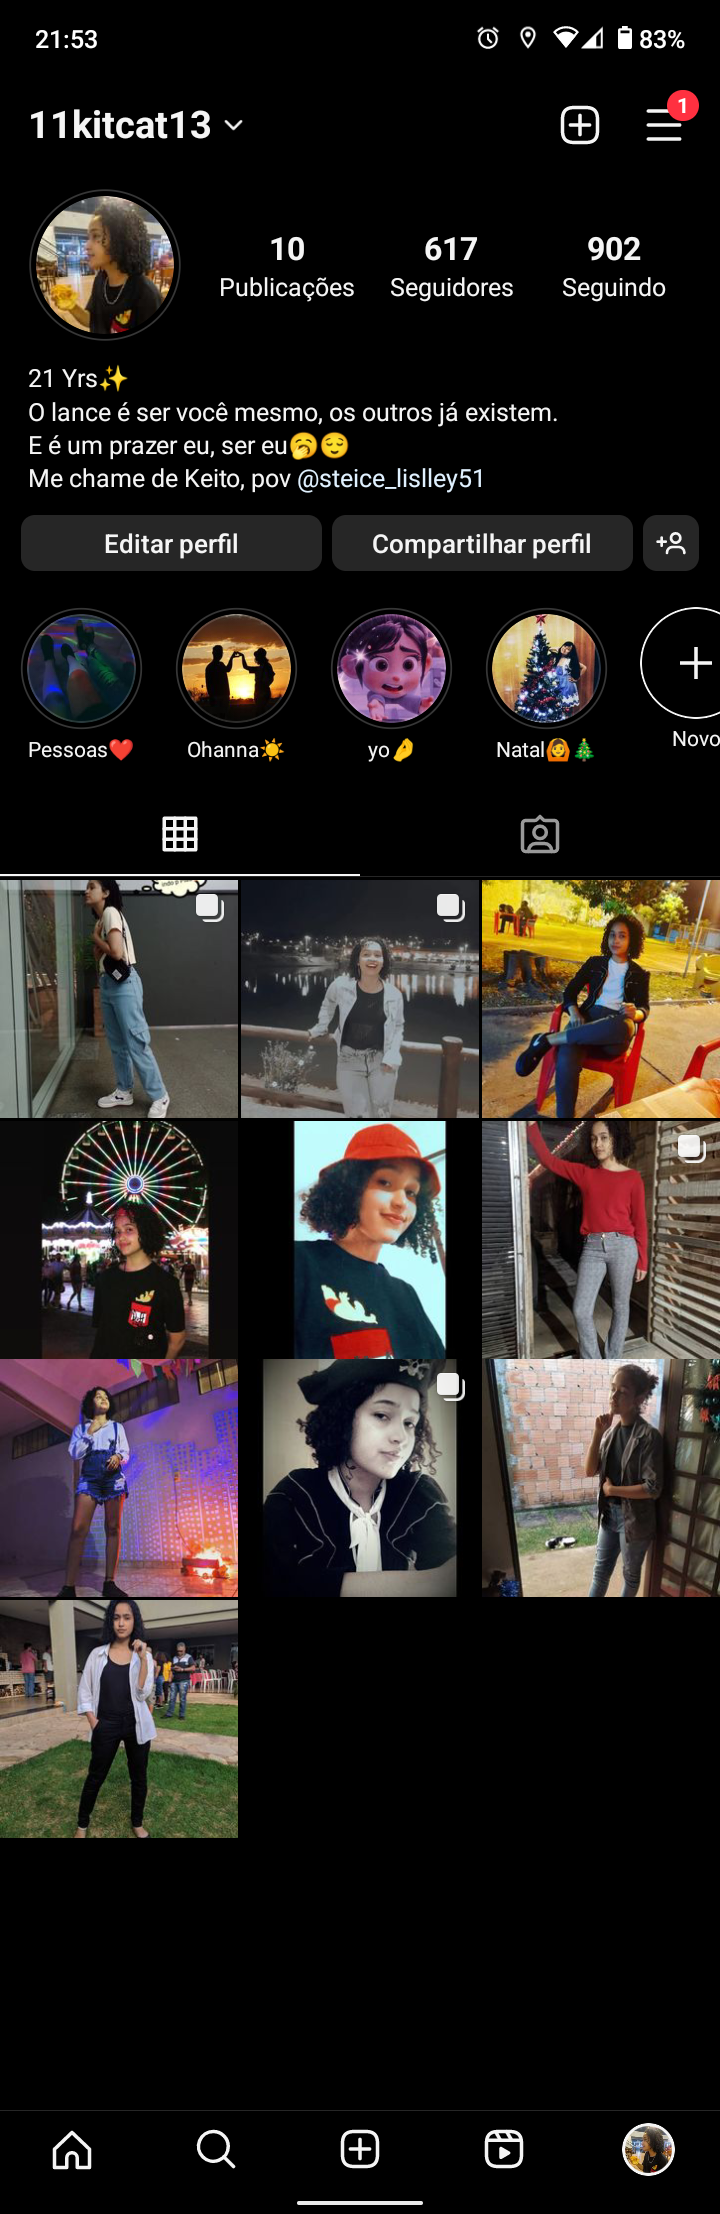 21:53
83%
11kitcat13
1
10
617
902
Publicações
Seguidores
Seguindo
21 Yrs✨
O lance é ser você mesmo, os outros já existem.
E é um prazer eu, ser eu🥱😌
Me chame de Keito, pov @steice_lislley51
Editar perfil
Compartilhar perfil
Pessoas❤️
Ohanna☀️
yo🤌
Natal🙆🎄
Novo